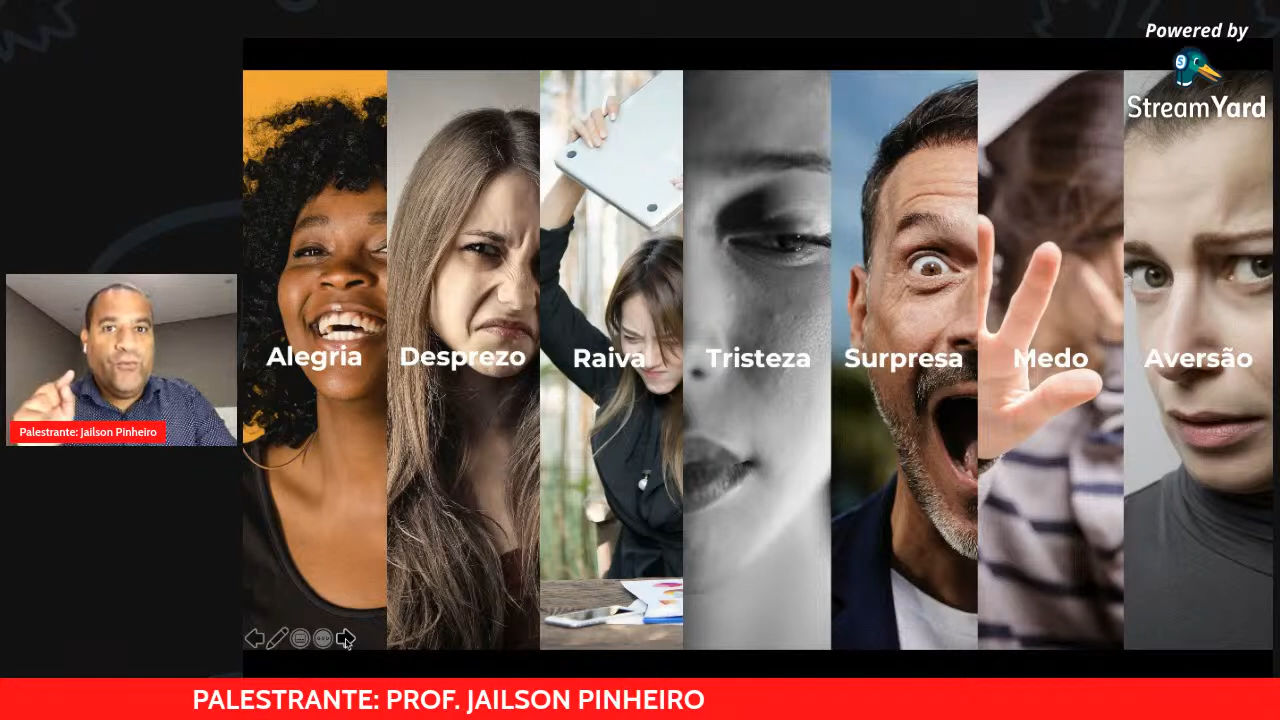 Powered by
StreamYard
Alegria
Desprezo
Raiva
Tristeza
Surpresa
Medo
Aversão
Palestrante: Jailson Pinheiro
PALESTRANTE: PROF. JAILSON PINHEIRO